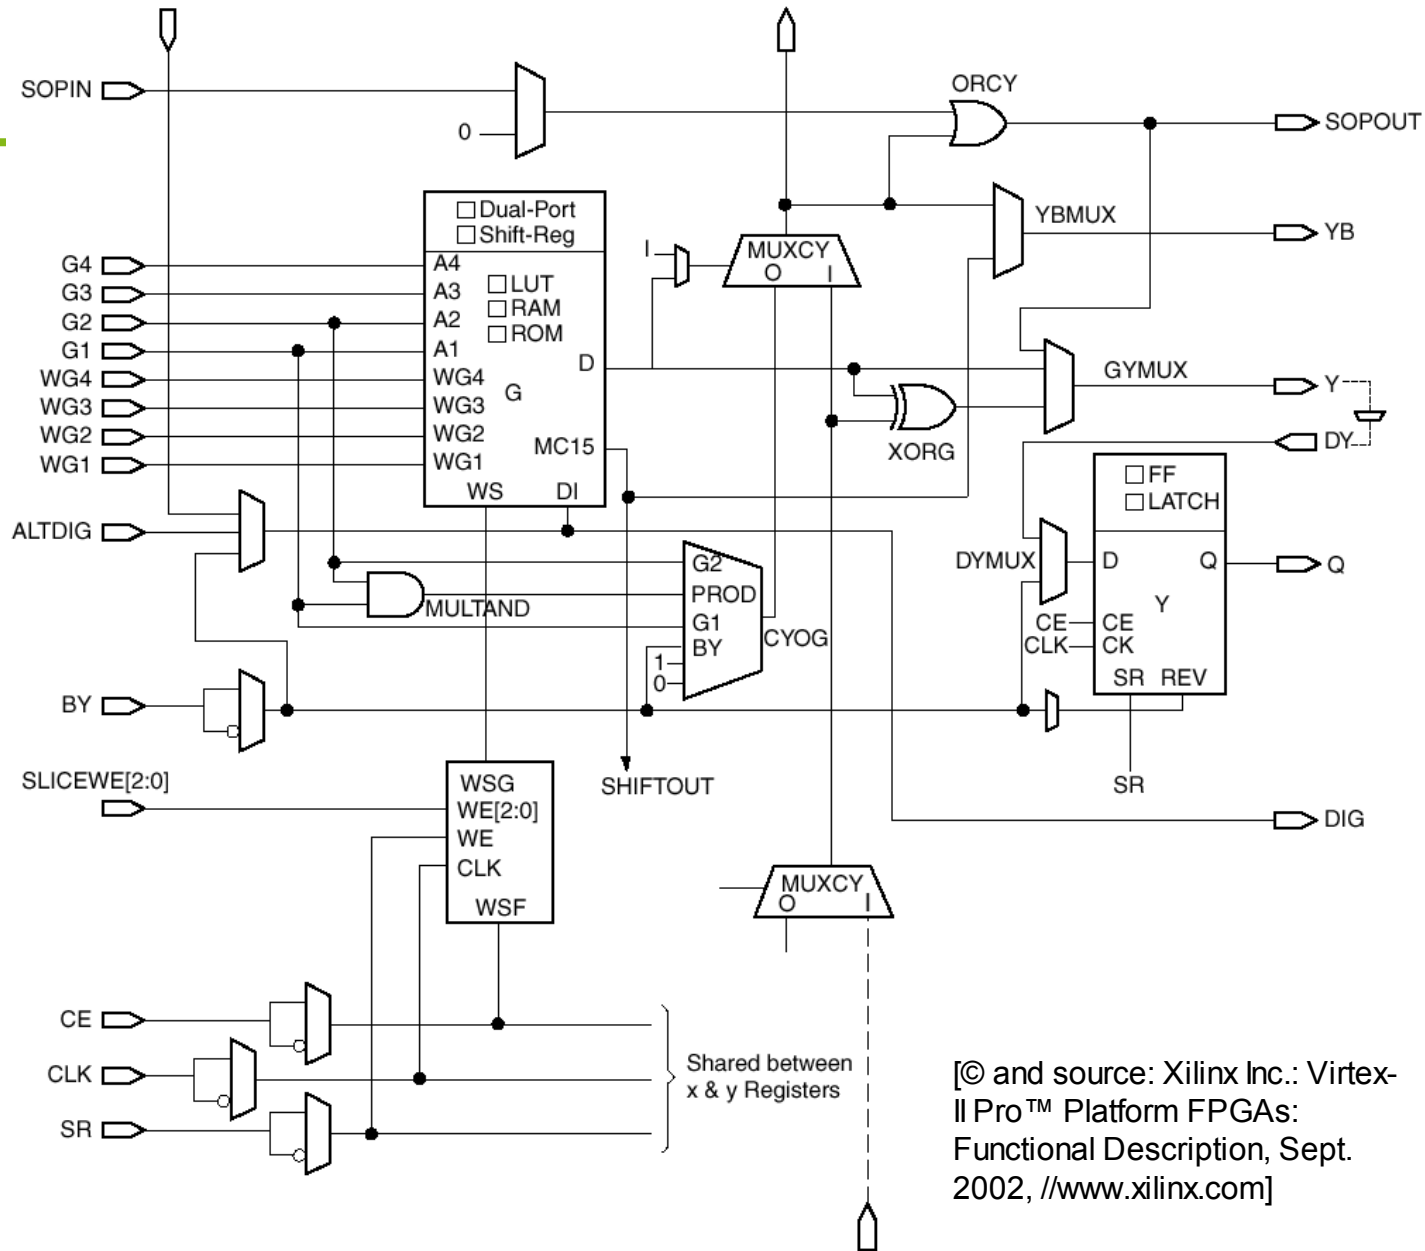 ORCY
SOPIN
0
SOPOUT
Dual-Port
Shift-Reg
YBMUX
YB
MUXCY
O I
I
G4
G3
G2
G1
WG4
WG3
WG2
WG1
A4
A3
A2
A1
WG4
WG3
WG2
WG1
LUT
RAM
ROM
G
D
MC15
WS DI
GYMUX
Y
XORG
DY
FF
LATCH
ALTDIG
DYMUX
D Q
Q
Y
CE CE
CLK CK
SR REV
SR
G2
PROD
G1
BY
1
0
CYOG
MULTAND
BY
SHIFTOUT
SLICEWE[2:0]
WSG
WE[2:0]
WE
CLK
WSF
DIG
MUXCY
O I
CE
CLK
SR
Shared between
x & y Registers
[© and source: Xilinx Inc.: Virtex-
II Pro™ Platform FPGAs:
Functional Description, Sept.
2002, //www.xilinx.com]